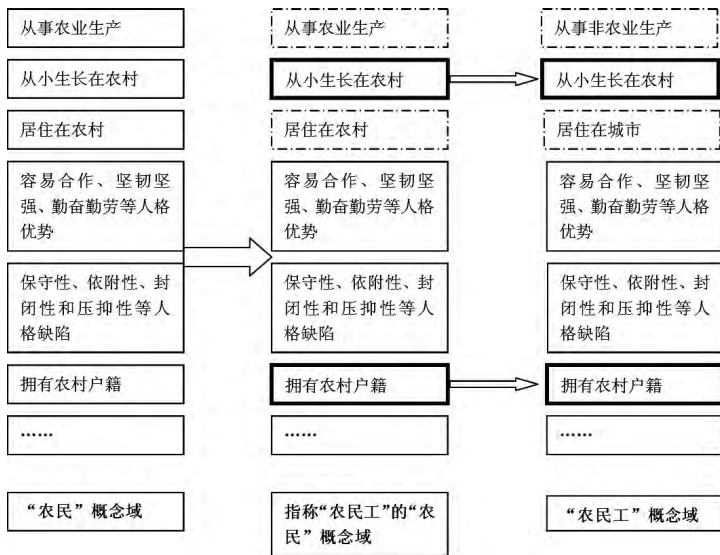 从事农业生产
从小生长在农村
居住在农村
容易合作、坚韧坚
强、勤奋勤劳等人格
优势
保守性、依附性、封
闭性和压抑性等人
格缺陷
拥有农村户籍
……
“农民”概念域
从事农业生产
从小生长在农村
居住在农村
容易合作、坚韧坚
强、勤奋勤劳等人格
优势
保守性、依附性、封
闭性和压抑性等人
格缺陷
拥有农村户籍
……
指称“农民工”的“农
民”概念域
从事非农业生产
从小生长在农村
居住在城市
容易合作、坚韧坚
强、勤奋勤劳等人格
优势
保守性、依附性、封
闭性和压抑性等人
格缺陷
拥有农村户籍
……
“农民工”概念域